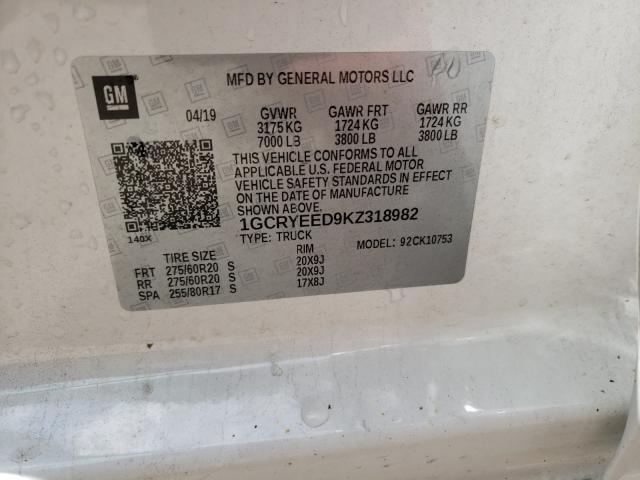 GM
MFD BY GENERAL MOTORS LLC
04/19 GVWR GAWR FRT GAWR RR
3175 KG 1724 KG 1724 KG
7000 LB 3800 LB 3800 LB
THIS VEHICLE CONFORMS TO ALL
APPLICABLE U.S. FEDERAL MOTOR
VEHICLE SAFETY STANDARDS IN EFFECT
ON THE DATE OF MANUFACTURE
SHOWN ABOVE.
1GCRYEED9KZ318982
140X
TYPE: TRUCK MODEL: 92CK10753
TIRE SIZE RIM
FRT 275/60R20 S 20X9J
RR 275/60R20 S 20X9J
SPA 255/80R17 S 17X8J